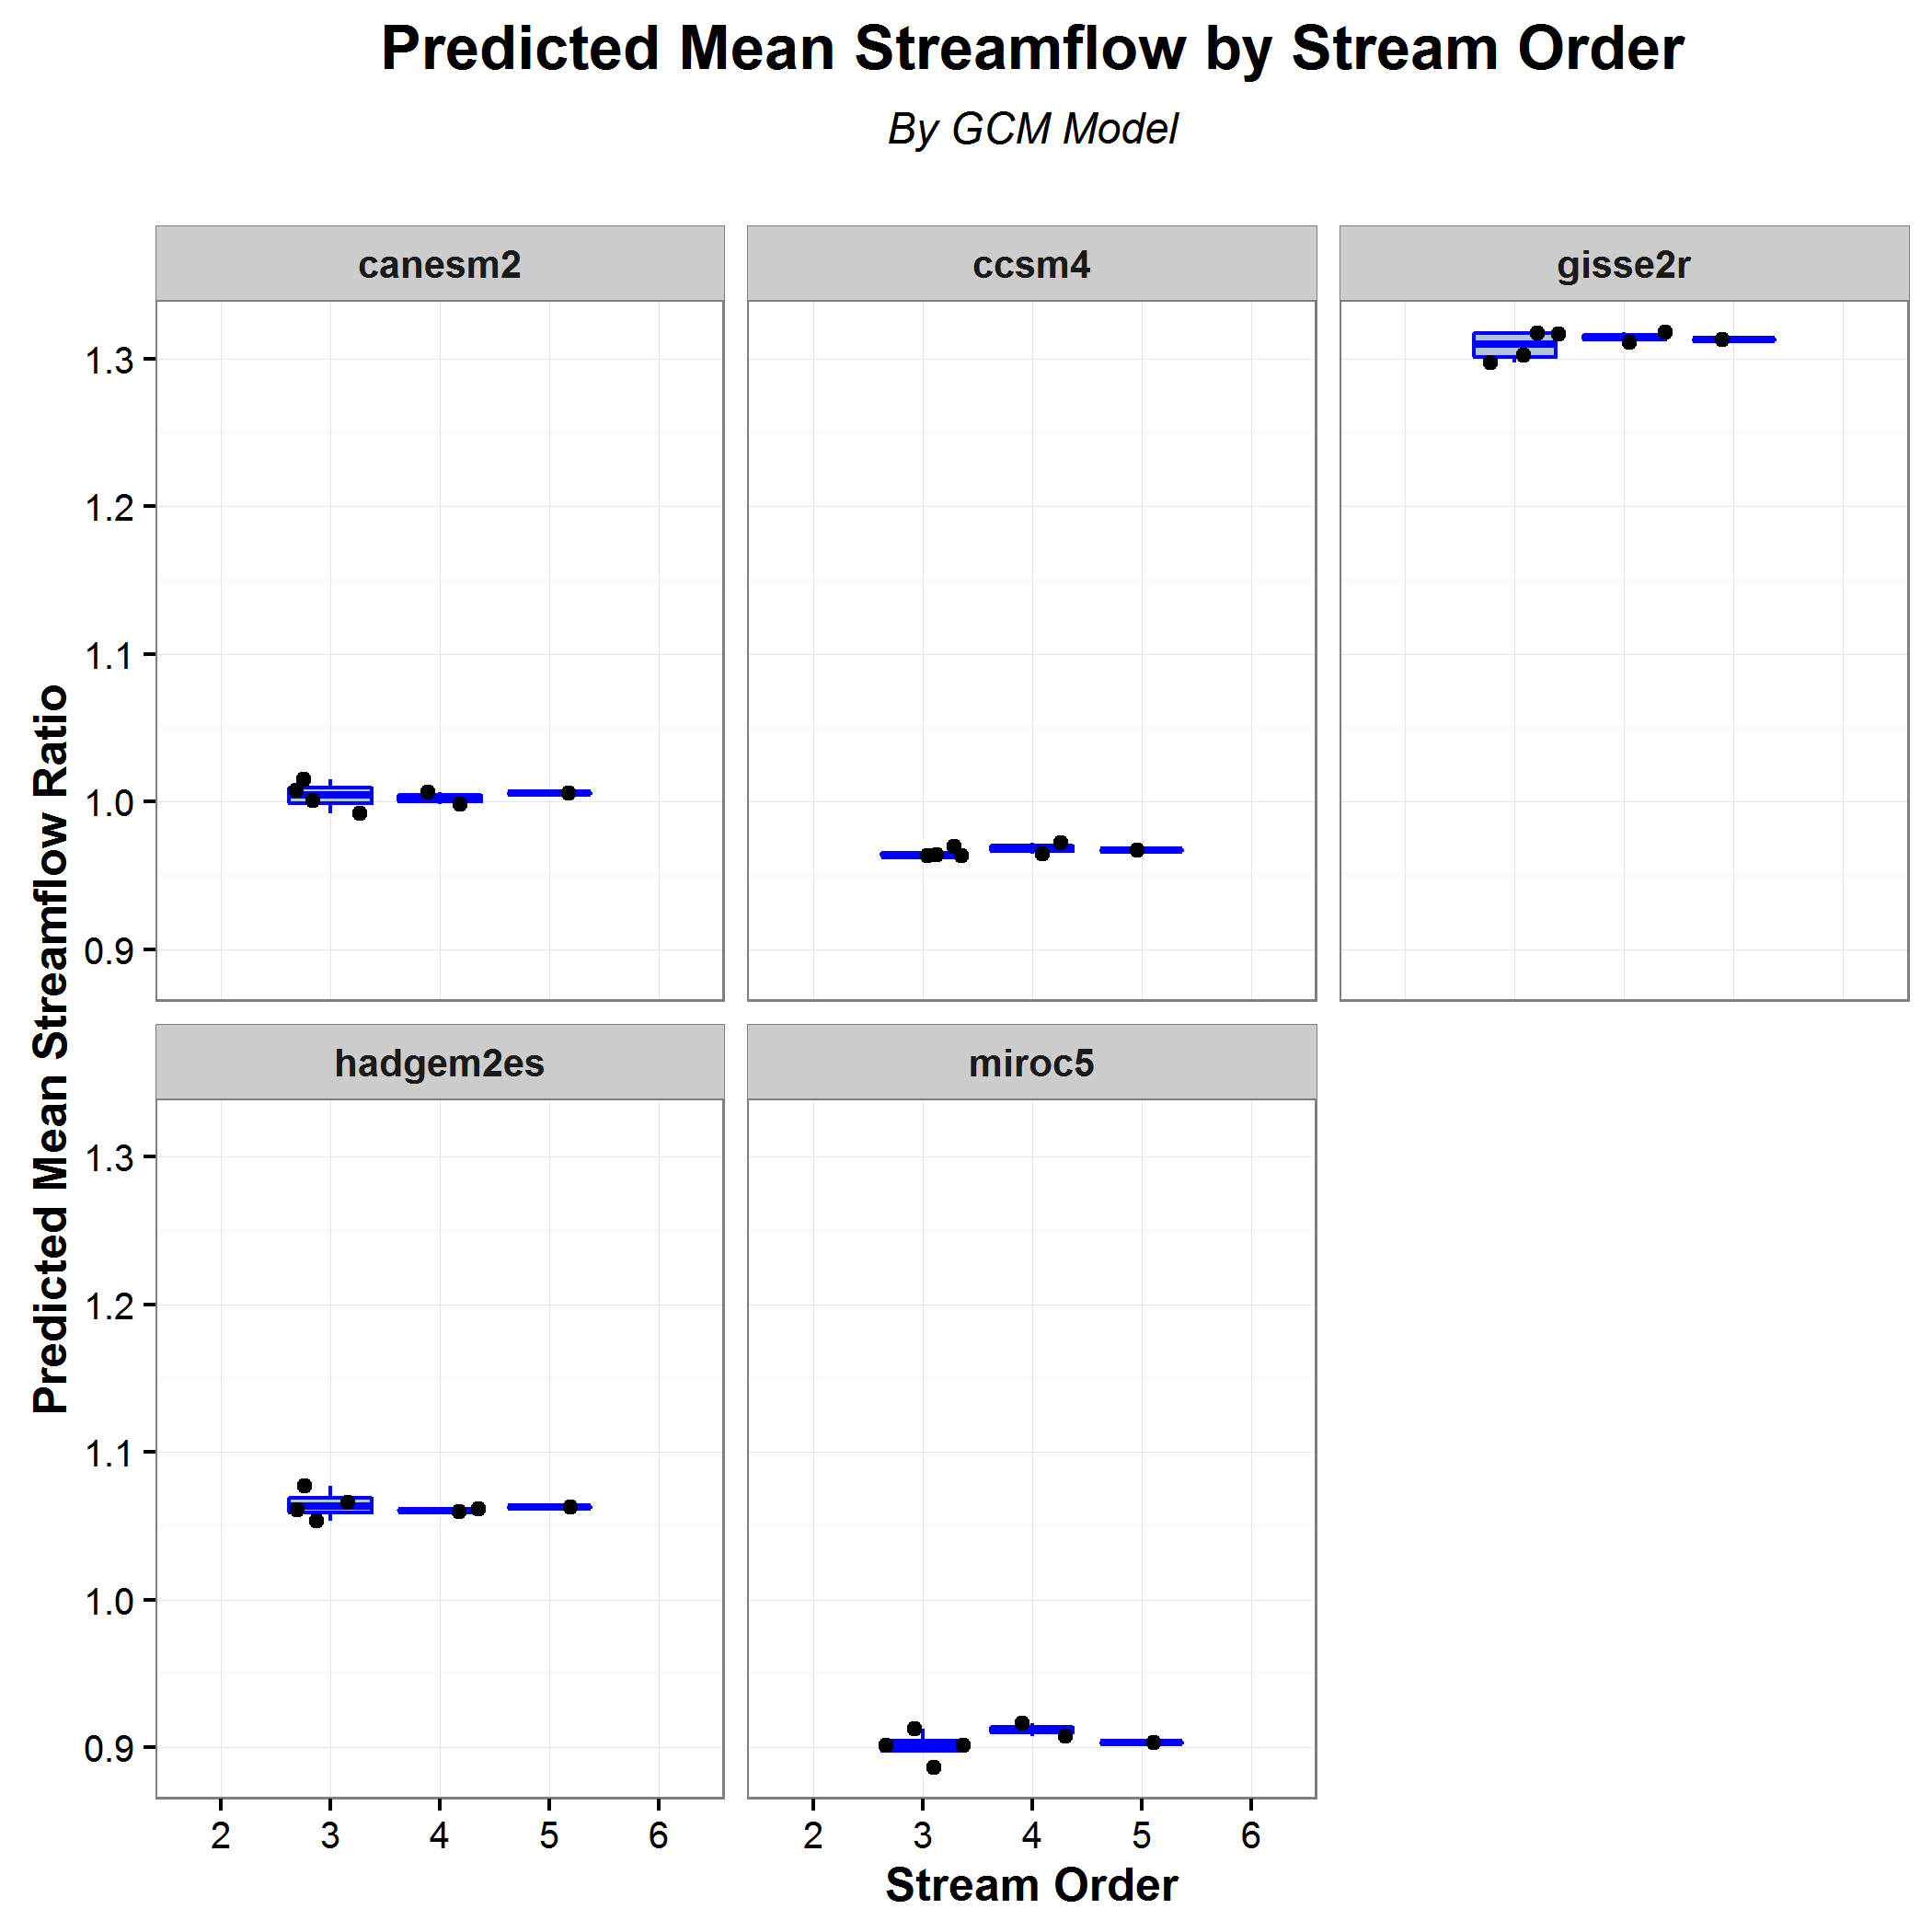 Predicted Mean Streamflow by Stream Order
By GCM Model
canesm2
ccsm4
gisse2r
1.3
1.2
1.1
1.0
0.9
hadgem2es
miroc5
1.3
1.2
1.1
1.0
0.9
Predicted Mean Streamflow Ratio
2 3 4 5 6
2 3 4 5 6
Stream Order